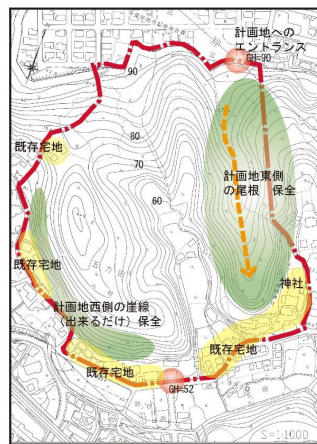 計画地への
エントランス
GH-90
90
既存宅地
80
70
計画地東側
の尾根 保全
60
既存宅地
神社
計画地西側の崖線
（出来るだけ）保全
既存宅地
既存宅地
GH-52
S=1:1000